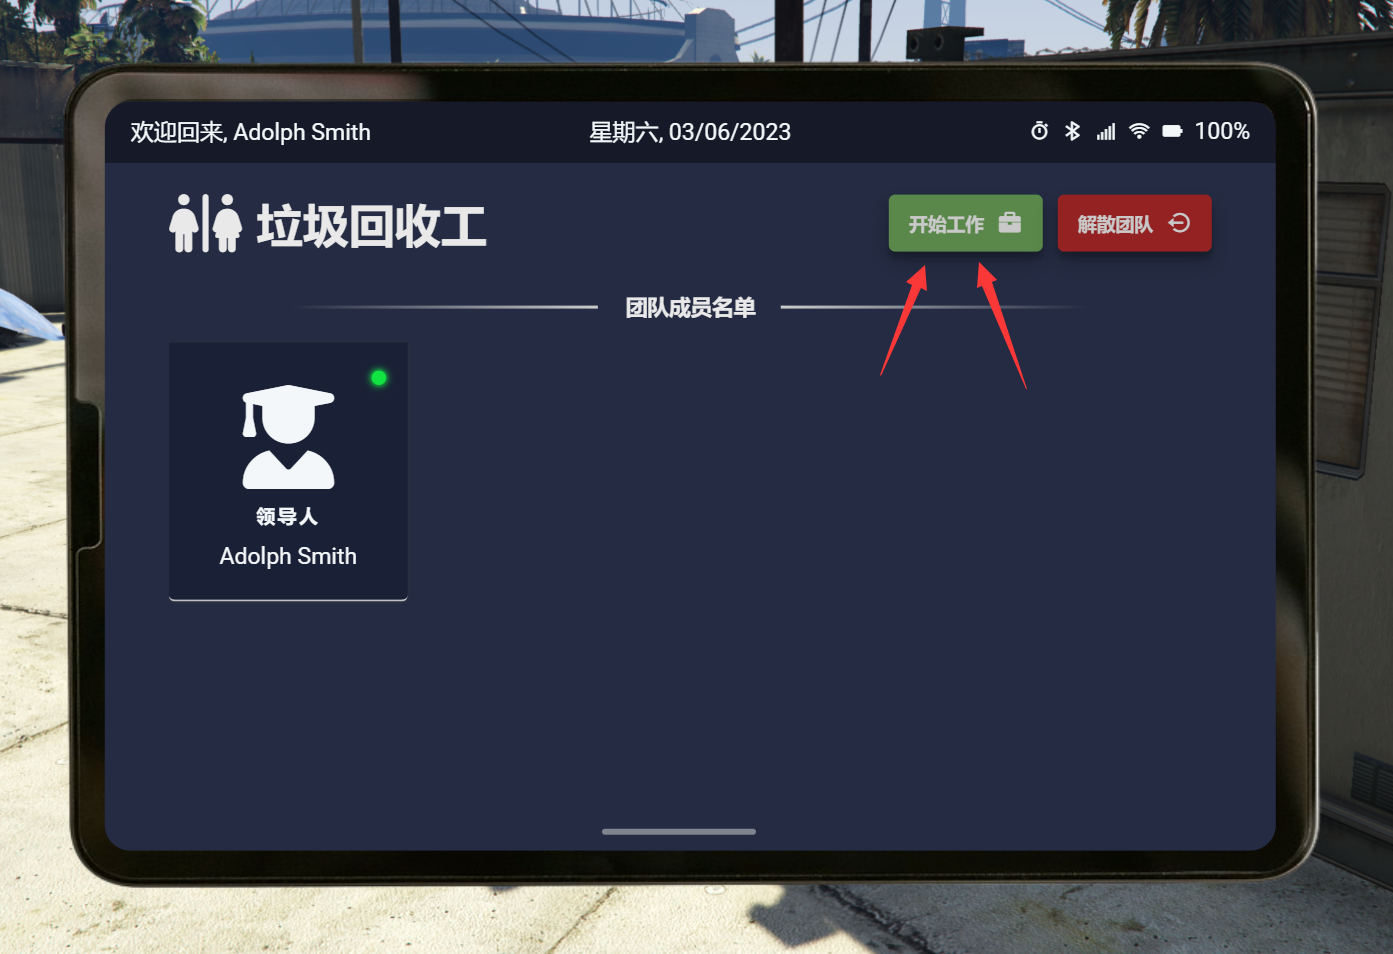 欢迎回来, Adolph Smith
星期六, 03/06/2023
100%
垃圾回收工
开始工作
解散团队
团队成员名单
领导人
Adolph Smith